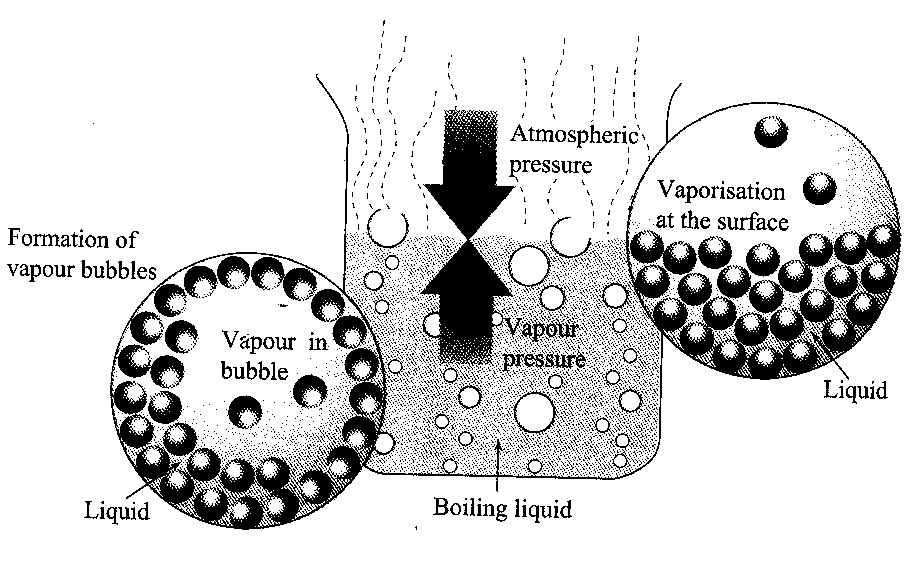 Atmospheric
pressure
Vaporisation
at the surface
Formation of
vapour bubbles
Vapour in
bubble
Vapour
pressure
Liquid
Liquid
Boiling liquid